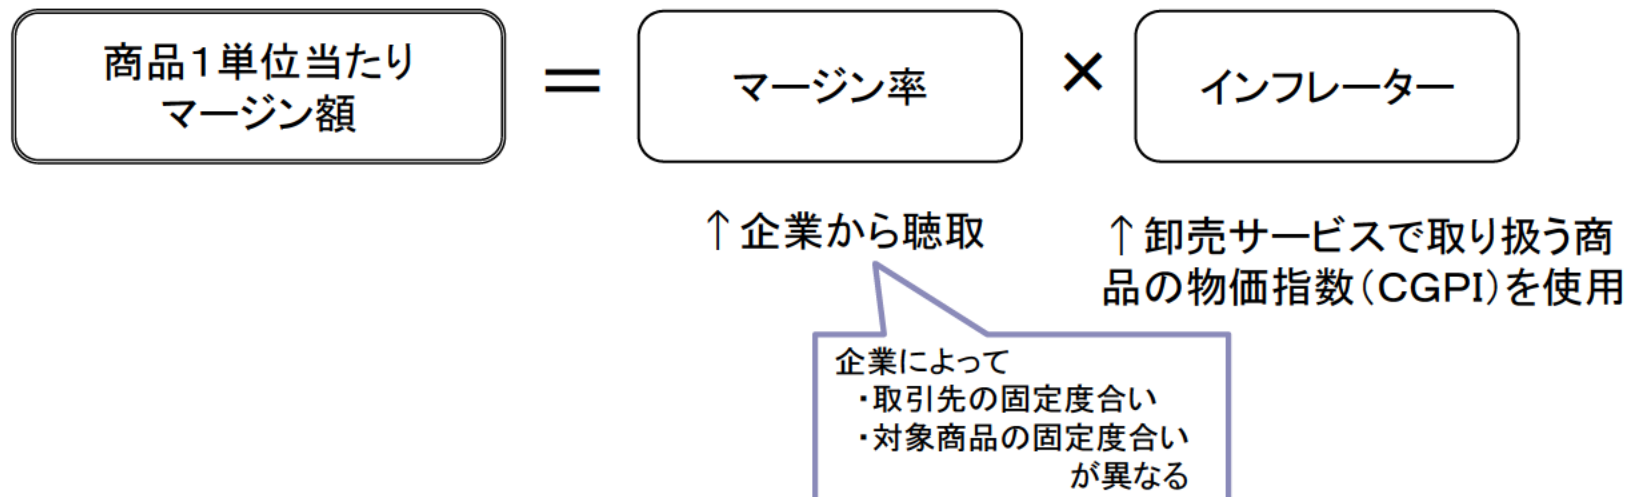 商品１単位当たり
マージン額
＝
マージン率
×
インフレーター
↑企業から聴取
↑卸売サービスで取り扱う商
品の物価指数（CGPI）を使用
企業によって
・取引先の固定度合い
・対象商品の固定度合い
が異なる